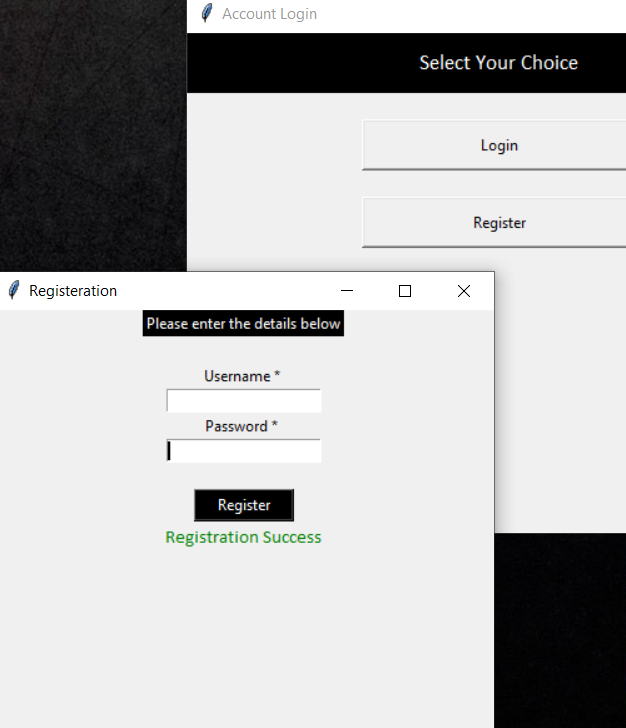 Account Login
Select Your Choice
Login
Register
Registeration
Please enter the details below
Username *
Password *
Register
Registration Success